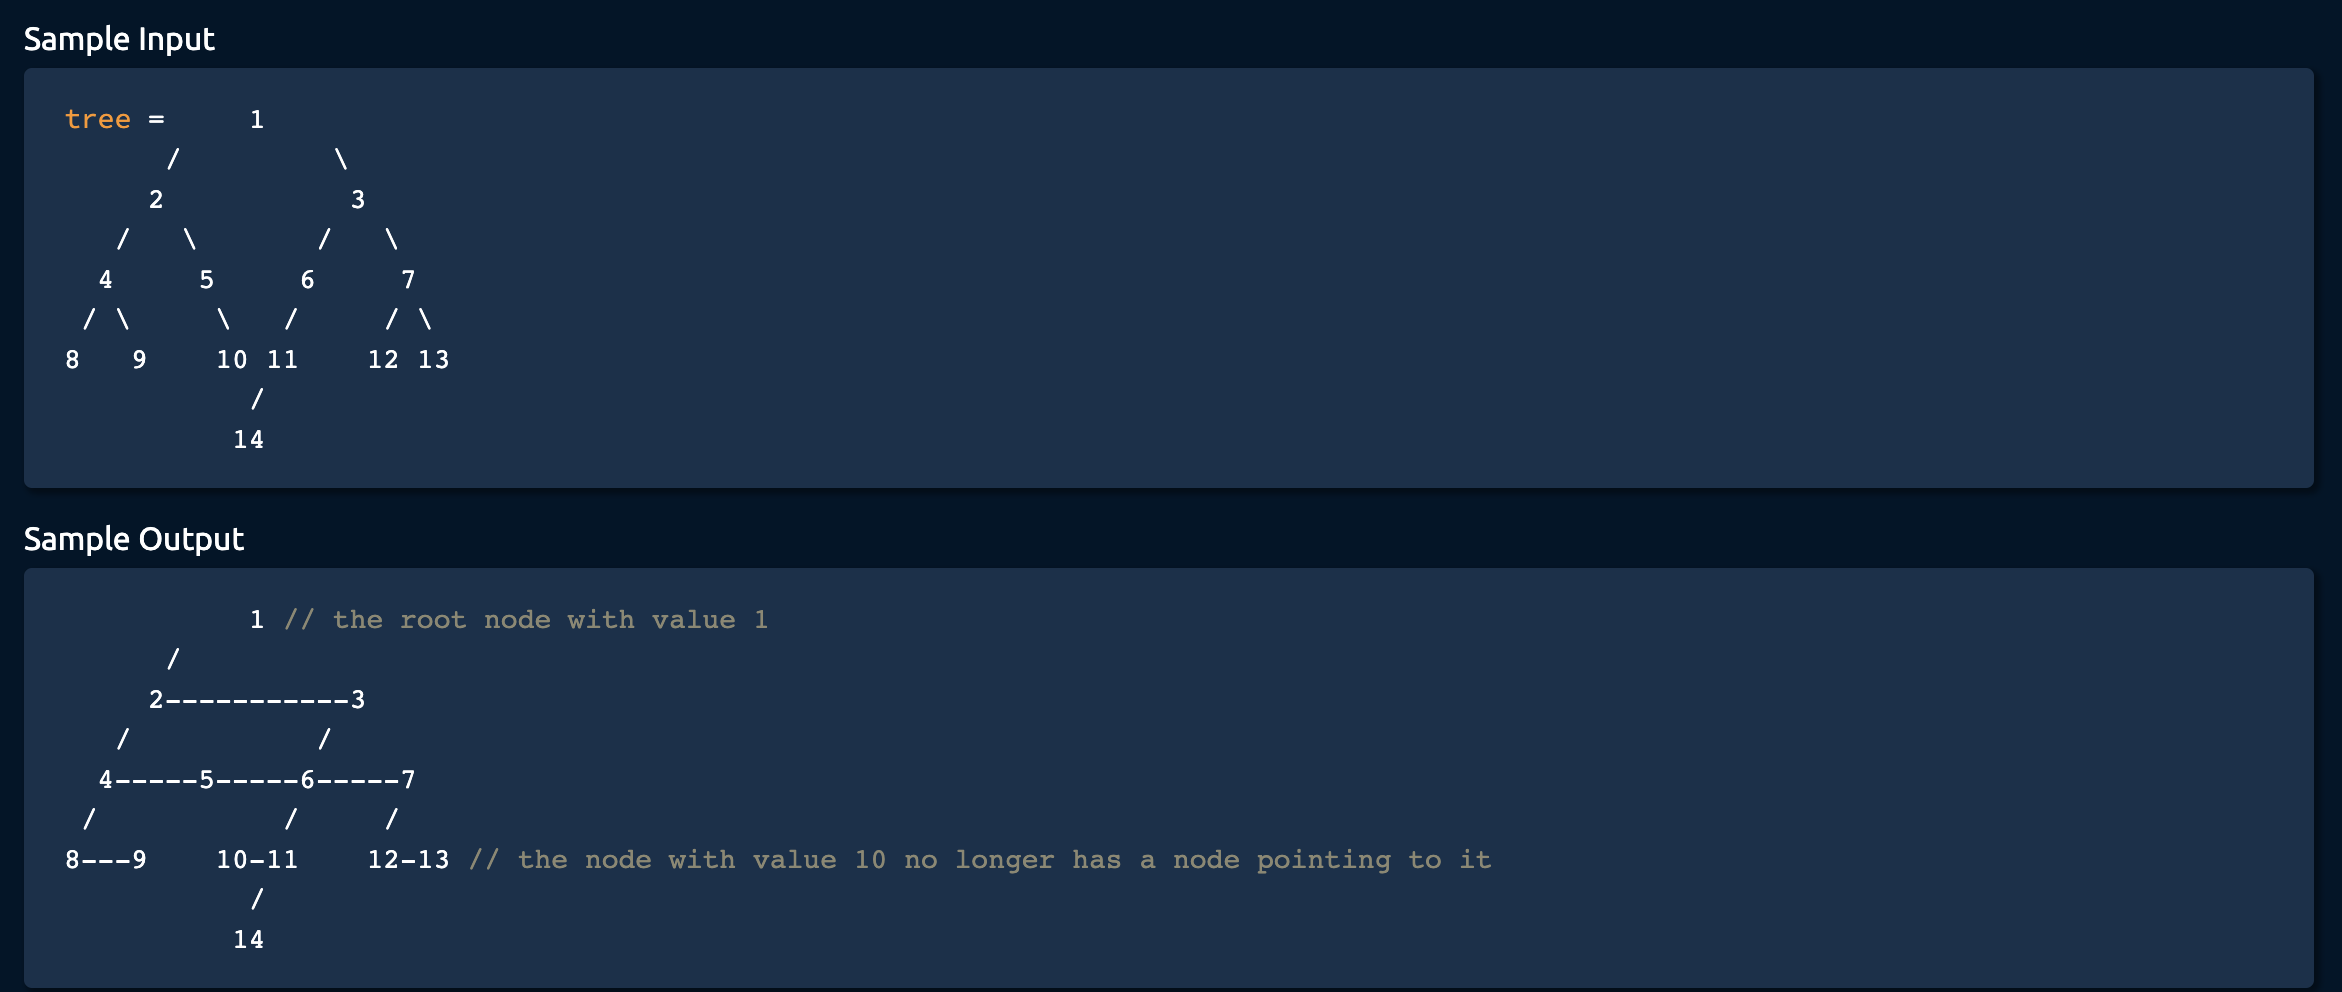 Sample Input
tree =     1
      /         \
     2           3
   /   \       /   \
  4     5     6     7
 / \     \   /     / \
8   9    10 11    12 13
           /
          14
Sample Output
           1 // the root node with value 1
      /
     2-----------3
   /           /
  4-----5-----6-----7
 /           /     /
8---9    10-11    12-13 // the node with value 10 no longer has a node pointing to it
           /
          14